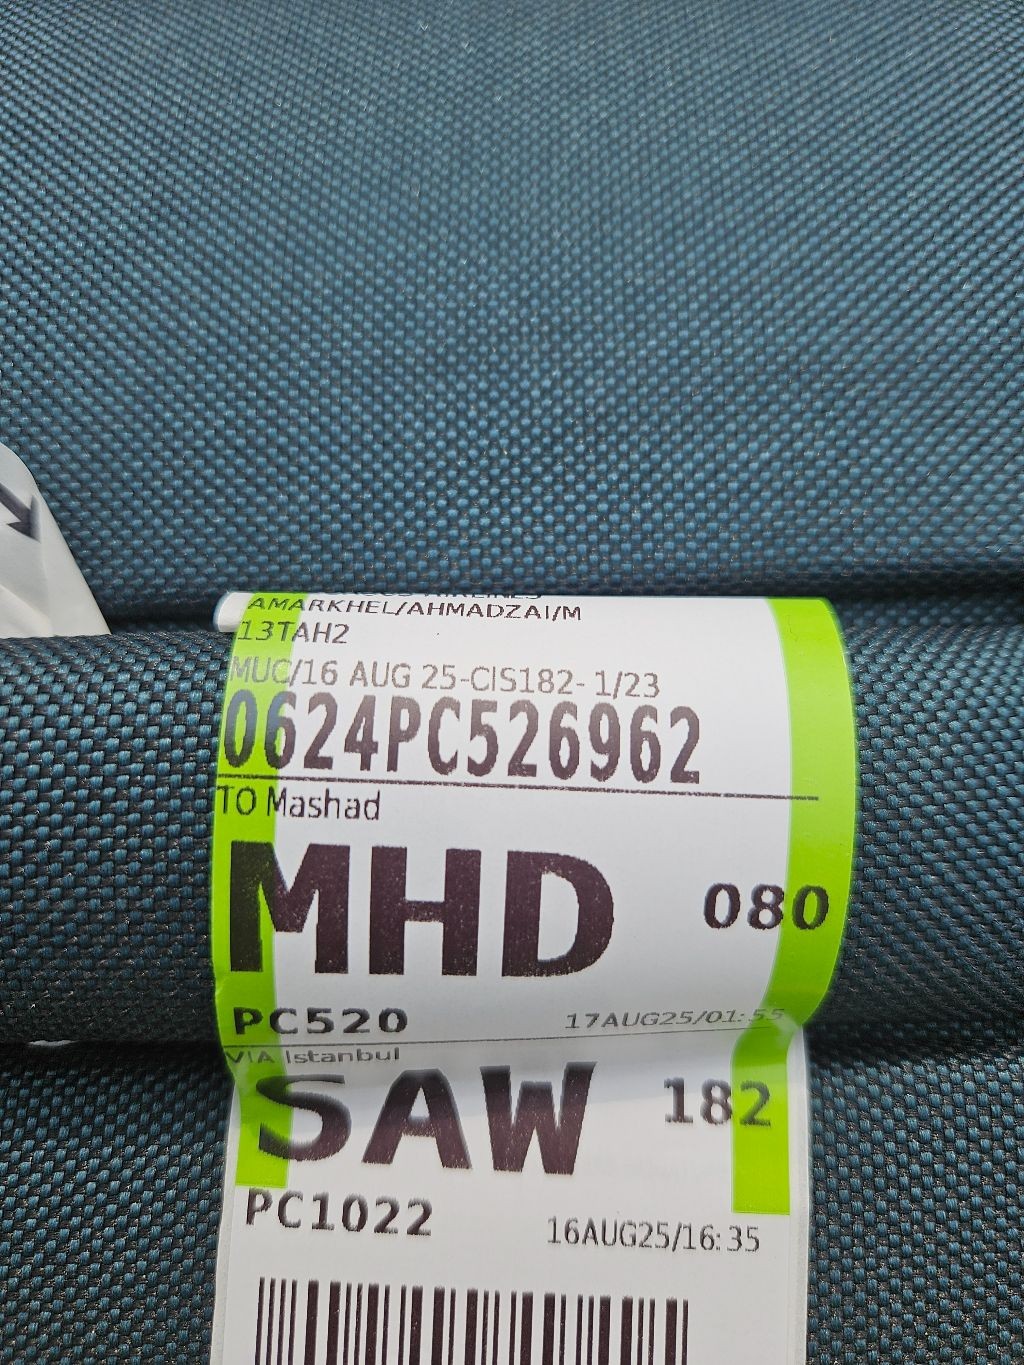 AIRLINES
AMARKHEL/AHMADZAI/M
13TAH2
MUC/16 AUG 25-CIS182- 1/23
0624PC526962
TO Mashad
MHD 080
PC520 17AUG25/01:55
VIA Istanbul
SAW 182
PC1022 16AUG25/16:35